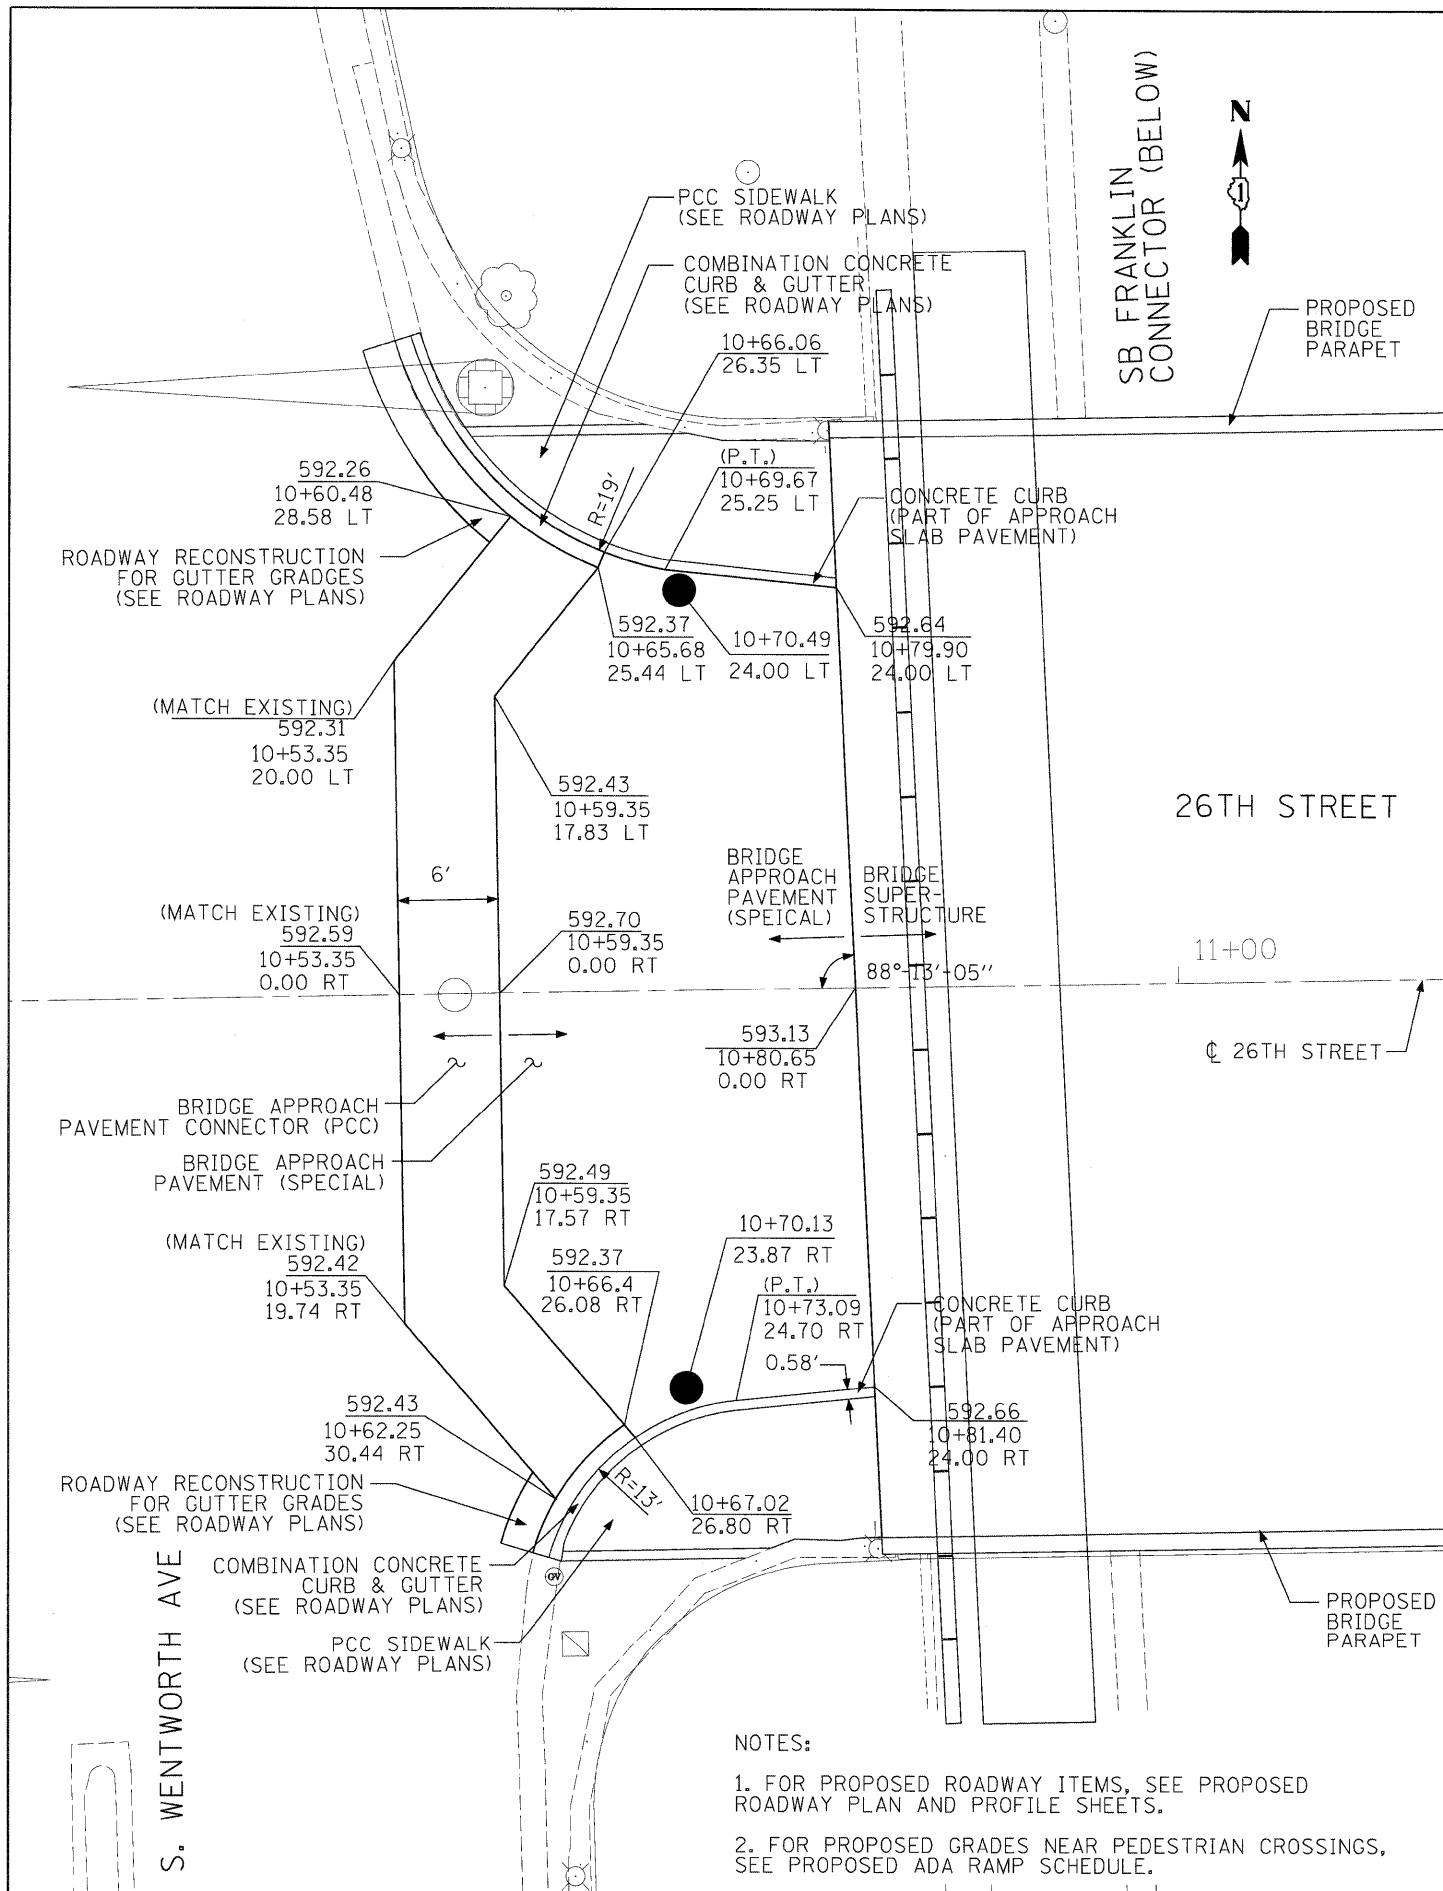 SB FRANKLIN
CONNECTOR (BELOW)
N
1
PCC SIDEWALK
(SEE ROADWAY PLANS)
COMBINATION CONCRETE
CURB & GUTTER
(SEE ROADWAY PLANS)
PROPOSED
BRIDGE
PARAPET
10+66.06
26.35 LT
(P.T.)
10+69.67
25.25 LT
R=19'
592.26
10+60.48
28.58 LT
CONCRETE CURB
(PART OF APPROACH
SLAB PAVEMENT)
ROADWAY RECONSTRUCTION
FOR GUTTER GRADGES
(SEE ROADWAY PLANS)
592.37
10+65.68
25.44 LT
10+70.49
24.00 LT
592.64
10+79.90
24.00 LT
(MATCH EXISTING)
592.31
10+53.35
20.00 LT
592.43
10+59.35
17.83 LT
26TH STREET
6'
BRIDGE
APPROACH
PAVEMENT
(SPEICAL)
BRIDGE
SUPER-
STRUCTURE
(MATCH EXISTING)
592.59
10+53.35
0.00 RT
592.70
10+59.35
0.00 RT
11+00
88°-13'-05''
593.13
10+80.65
0.00 RT
℄ 26TH STREET
BRIDGE APPROACH
PAVEMENT CONNECTOR (PCC)
BRIDGE APPROACH
PAVEMENT (SPECIAL)
592.49
10+59.35
17.57 RT
10+70.13
23.87 RT
(MATCH EXISTING)
592.42
10+53.35
19.74 RT
592.37
10+66.4
26.08 RT
(P.T.)
10+73.09
24.70 RT
CONCRETE CURB
(PART OF APPROACH
SLAB PAVEMENT)
0.58'
592.43
10+62.25
30.44 RT
592.66
10+81.40
24.00 RT
ROADWAY RECONSTRUCTION
FOR GUTTER GRADES
(SEE ROADWAY PLANS)
R=13'
10+67.02
26.80 RT
COMBINATION CONCRETE
CURB & GUTTER
(SEE ROADWAY PLANS)
GV
PCC SIDEWALK
(SEE ROADWAY PLANS)
PROPOSED
BRIDGE
PARAPET
S. WENTWORTH AVE
NOTES:
1. FOR PROPOSED ROADWAY ITEMS, SEE PROPOSED
ROADWAY PLAN AND PROFILE SHEETS.
2. FOR PROPOSED GRADES NEAR PEDESTRIAN CROSSINGS,
SEE PROPOSED ADA RAMP SCHEDULE.